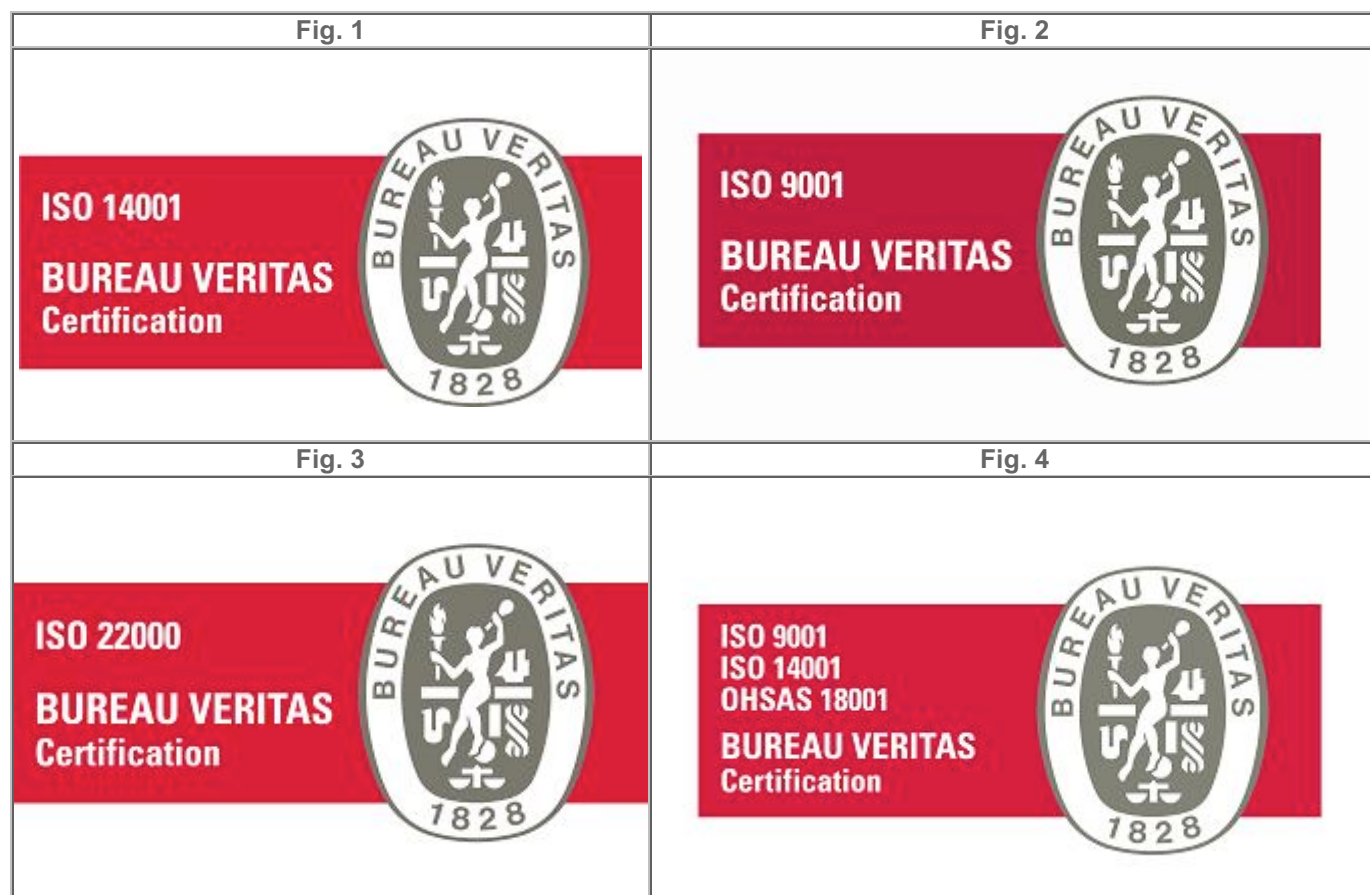 Fig. 1
Fig. 2
ISO 14001
BUREAU VERITAS
Certification
BUREAU VERITAS
1828
ISO 9001
BUREAU VERITAS
Certification
BUREAU VERITAS
1828
Fig. 3
Fig. 4
ISO 22000
BUREAU VERITAS
Certification
BUREAU VERITAS
1828
ISO 9001
ISO 14001
OHSAS 18001
BUREAU VERITAS
Certification
BUREAU VERITAS
1828